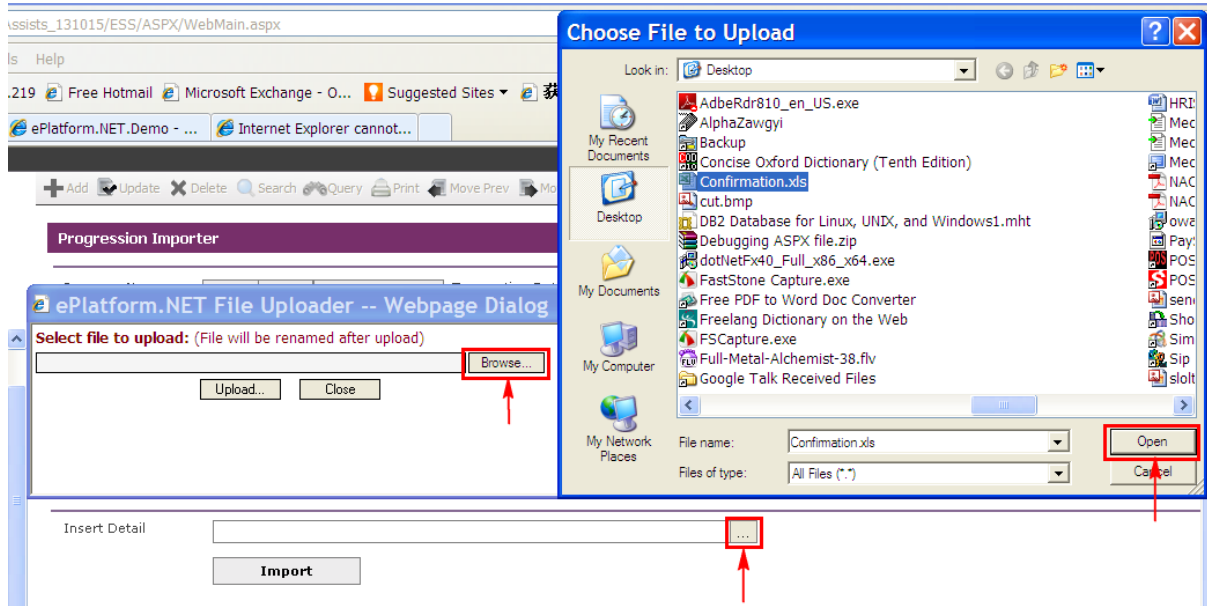 Assists_131015/ESS/ASPX/WebMain.aspx
Help
.219 Free Hotmail Microsoft Exchange - O... Suggested Sites
ePlatform.NET.Demo - ... Internet Explorer cannot...
Add Update Delete Search Query Print Move Prev Mo
Progression Importer
ePlatform.NET File Uploader -- Webpage Dialog
Select file to upload: (File will be renamed after upload)
Browse...
Upload... Close
Insert Detail
...
Import
Choose File to Upload
Look in: Desktop
My Recent Documents
Desktop
My Documents
My Computer
My Network Places
AdbeRdr810_en_US.exe
AlphaZawgyi
Backup
Concise Oxford Dictionary (Tenth Edition)
Confirmation.xls
cut.bmp
DB2 Database for Linux, UNIX, and Windows1.mht
Debugging ASPX file.zip
dotNetFx40_Full_x86_x64.exe
FastStone Capture.exe
Free PDF to Word Doc Converter
Freelang Dictionary on the Web
FSCapture.exe
Full-Metal-Alchemist-38.flv
Google Talk Received Files
HRI
Med
Med
Med
NAC
NAC
owa
Pay
POS
POS
sen
Sho
Sim
Sip
slolt
File name: Confirmation.xls
Open
Files of type: All Files (*.*)
Cancel